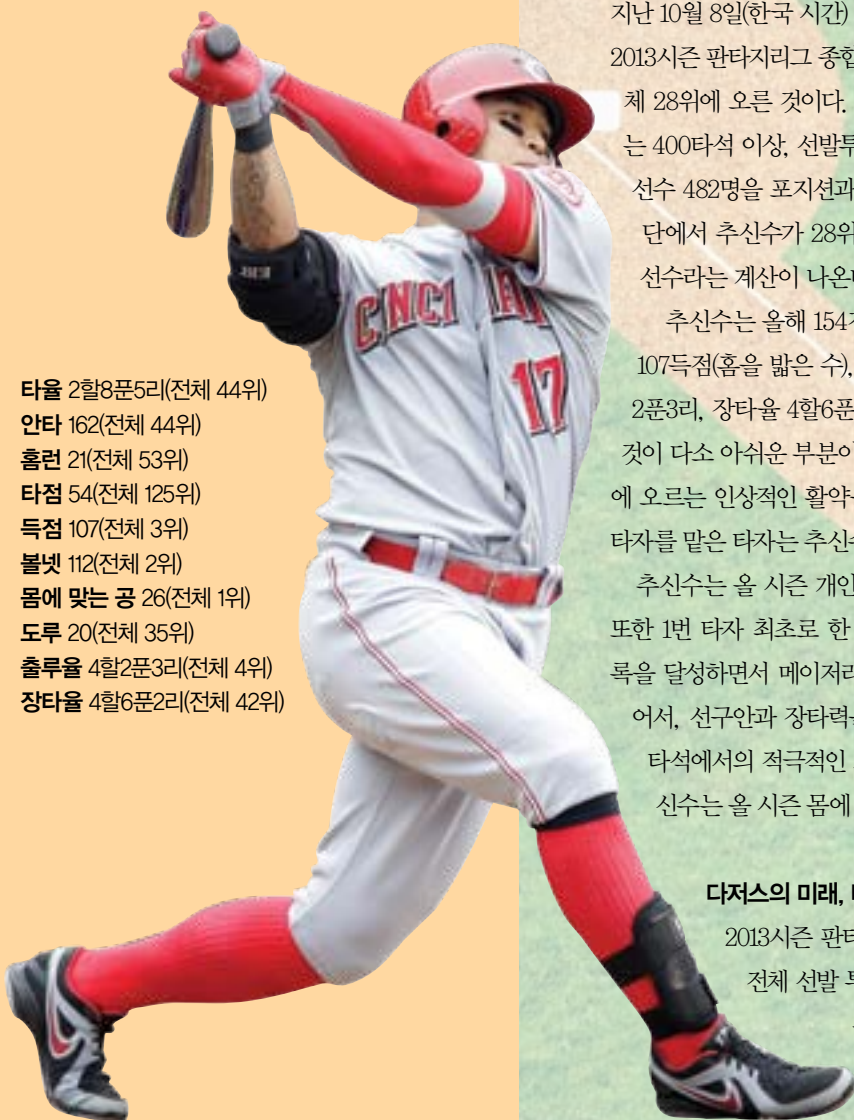 타율 2할8푼5리(전체 44위)
안타 162(전체 44위)
홈런 21(전체 53위)
타점 54(전체 125위)
득점 107(전체 3위)
볼넷 112(전체 2위)
몸에 맞는 공 26(전체 1위)
도루 20(전체 35위)
출루율 4할2푼3리(전체 4위)
장타율 4할6푼2리(전체 42위)
CINCI
17
지난 10월 8일(한국 시간)
2013시즌 판타지리그 종합
체 28위에 오른 것이다.
는 400타석 이상, 선발투
선수 482명을 포지션과
단에서 추신수가 28위
선수라는 계산이 나온
추신수는 올해 154
107득점(홈을 밟은 수),
2푼3리, 장타율 4할6푼
것이 다소 아쉬운 부분이
에 오르는 인상적인 활약
타자를 맡은 타자는 추신수
추신수는 올 시즌 개인
또한 1번 타자 최초로 한
록을 달성하면서 메이저리
어서, 선구안과 장타력
타석에서의 적극적인
신수는 올 시즌 몸에
다저스의 미래,
2013시즌 판타
전체 선발 투